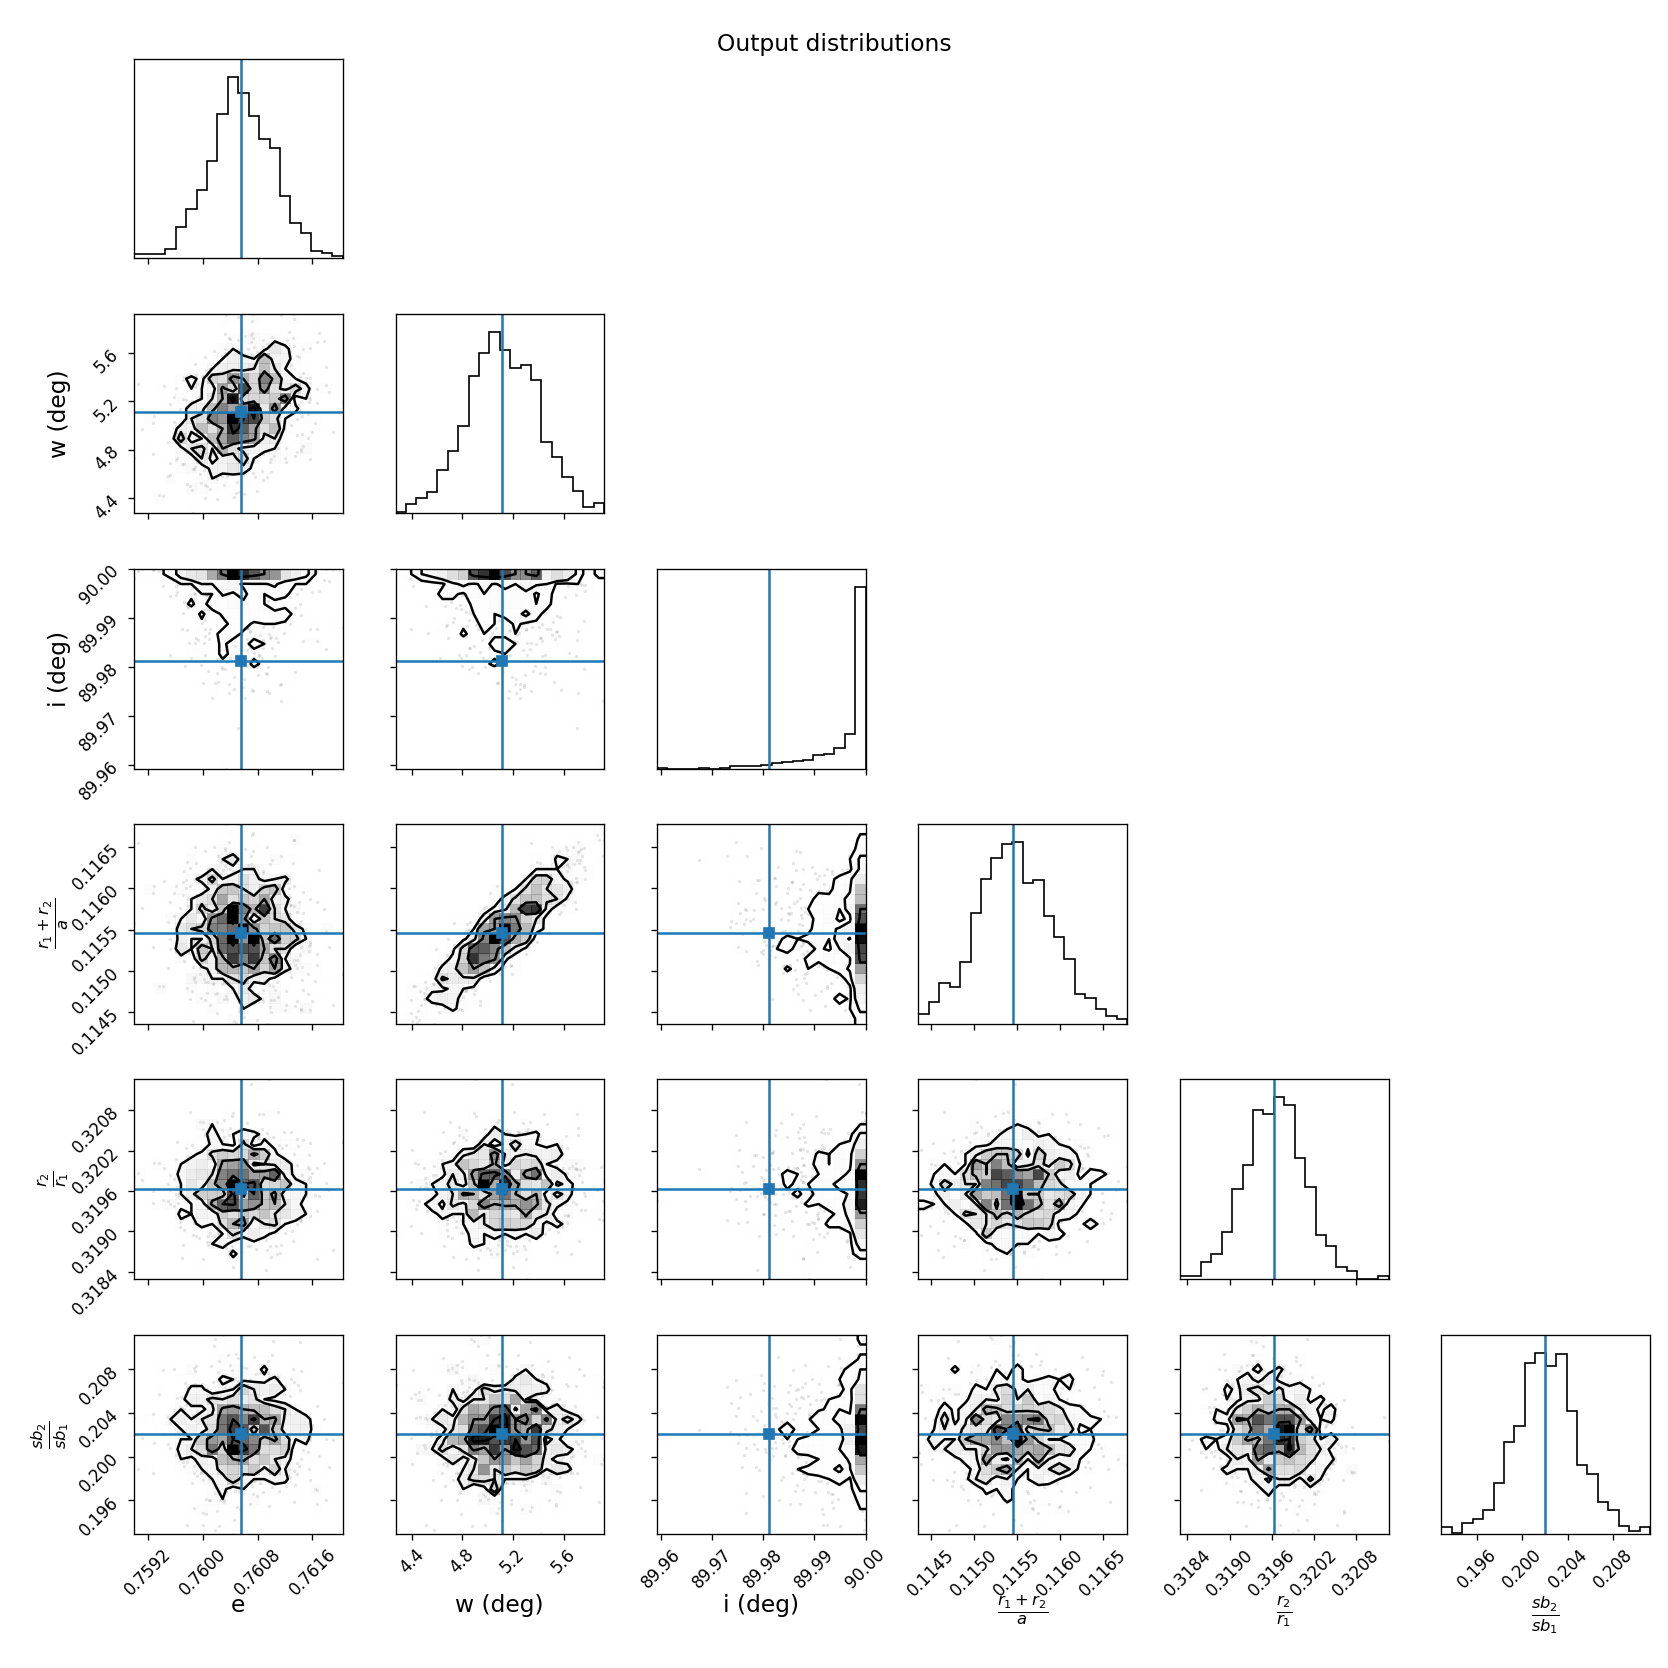 Output distributions
w (deg)
5.6
5.2
4.8
4.4
i (deg)
90.00
89.99
89.98
89.97
89.96
r₁ + r₂
a
0.1165
0.1160
0.1155
0.1150
0.1145
r₂
r₁
0.3208
0.3202
0.3196
0.3190
0.3184
sb₂
sb₁
0.208
0.204
0.200
0.196
0.7592 0.7600 0.7608 0.7616
e
4.4 4.8 5.2 5.6
w (deg)
89.96 89.97 89.98 89.99 90.00
i (deg)
0.1145 0.1150 0.1155 0.1160 0.1165
r₁ + r₂
a
0.3184 0.3190 0.3196 0.3202 0.3208
r₂
r₁
0.196 0.200 0.204 0.208
sb₂
sb₁